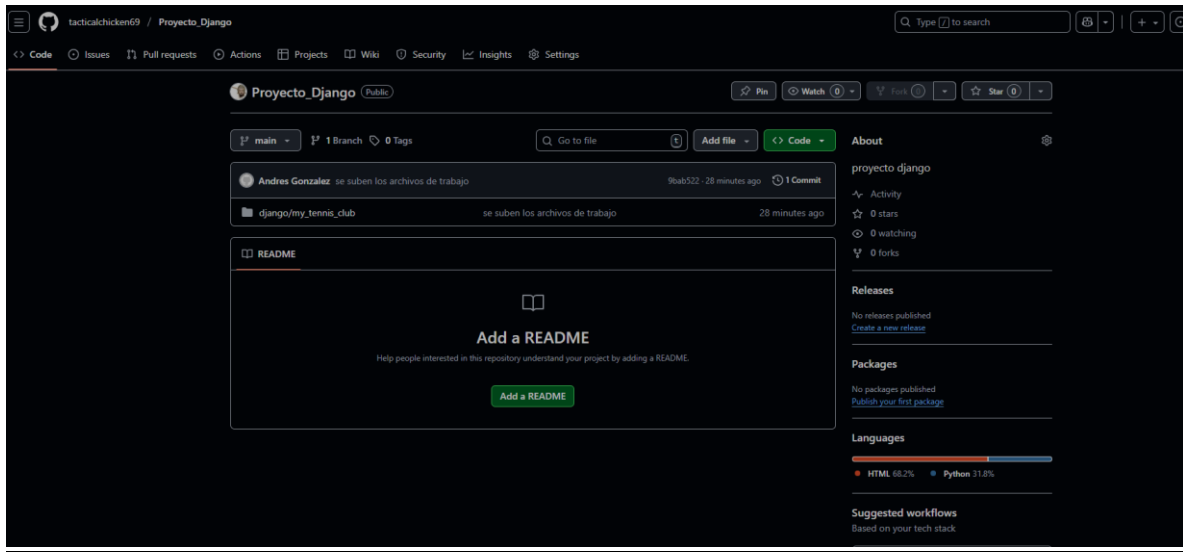 tacticalchicken69 / Proyecto_Django
Type / to search
Code Issues Pull requests Actions Projects Wiki Security Insights Settings
Proyecto_Django Public
Pin Watch 0 Fork 0 Star 0
main 1 Branch 0 Tags
Go to file t Add file Code
Andres Gonzalez se suben los archivos de trabajo 9bab522 · 28 minutes ago 1 Commit
django/my_tennis_club se suben los archivos de trabajo 28 minutes ago
README
Add a README
Help people interested in this repository understand your project by adding a README.
Add a README
About
proyecto django
Activity
0 stars
0 watching
0 forks
Releases
No releases published
Create a new release
Packages
No packages published
Publish your first package
Languages
HTML 68.2% Python 31.8%
Suggested workflows
Based on your tech stack